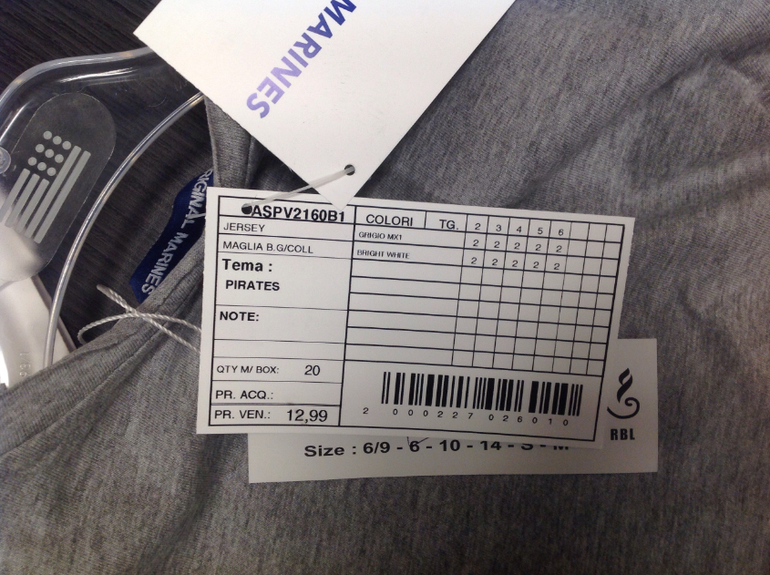 MARINES
RIGINAL MARINES
ASPV2160B1
JERSEY
MAGLIA B.G/COLL
Tema :
PIRATES
NOTE:
QTY M/ BOX: 20
PR. ACQ.:
PR. VEN.: 12,99
COLORI TG. 2 3 4 5 6
GRIGIO MX1 2 2 2 2 2
BRIGHT WHITE 2 2 2 2 2
2 000227 026010
RBL
Size : 6/9 - 6 - 10 - 14 - S - M